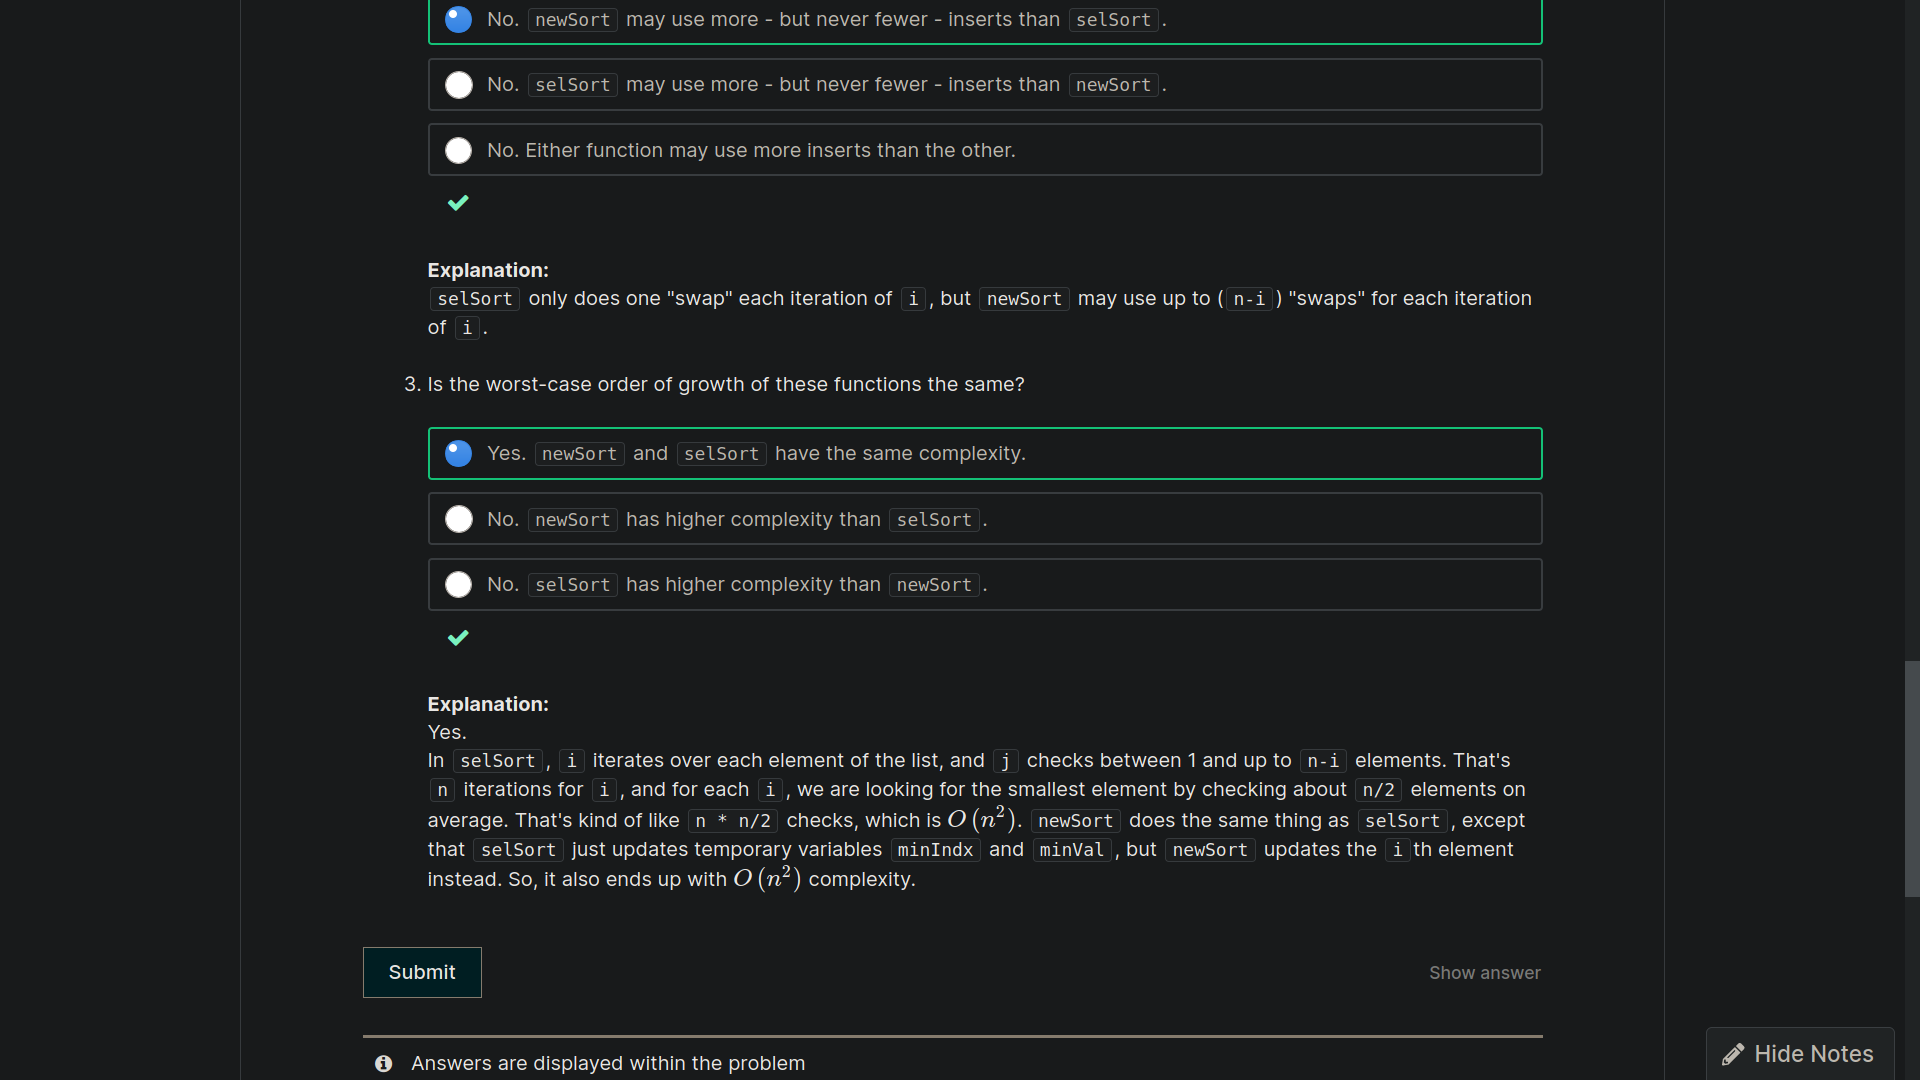 No. newSort may use more - but never fewer - inserts than selSort.
No. selSort may use more - but never fewer - inserts than newSort.
No. Either function may use more inserts than the other.
Explanation:
selSort only does one "swap" each iteration of i, but newSort may use up to (n-i) "swaps" for each iteration
of i.
3. Is the worst-case order of growth of these functions the same?
Yes. newSort and selSort have the same complexity.
No. newSort has higher complexity than selSort.
No. selSort has higher complexity than newSort.
Explanation:
Yes.
In selSort, i iterates over each element of the list, and j checks between 1 and up to n-i elements. That's
n iterations for i, and for each i, we are looking for the smallest element by checking about n/2 elements on
average. That's kind of like n * n/2 checks, which is O(n²). newSort does the same thing as selSort, except
that selSort just updates temporary variables minIndx and minVal, but newSort updates the ith element
instead. So, it also ends up with O(n²) complexity.
Submit
Show answer
Hide Notes
Answers are displayed within the problem